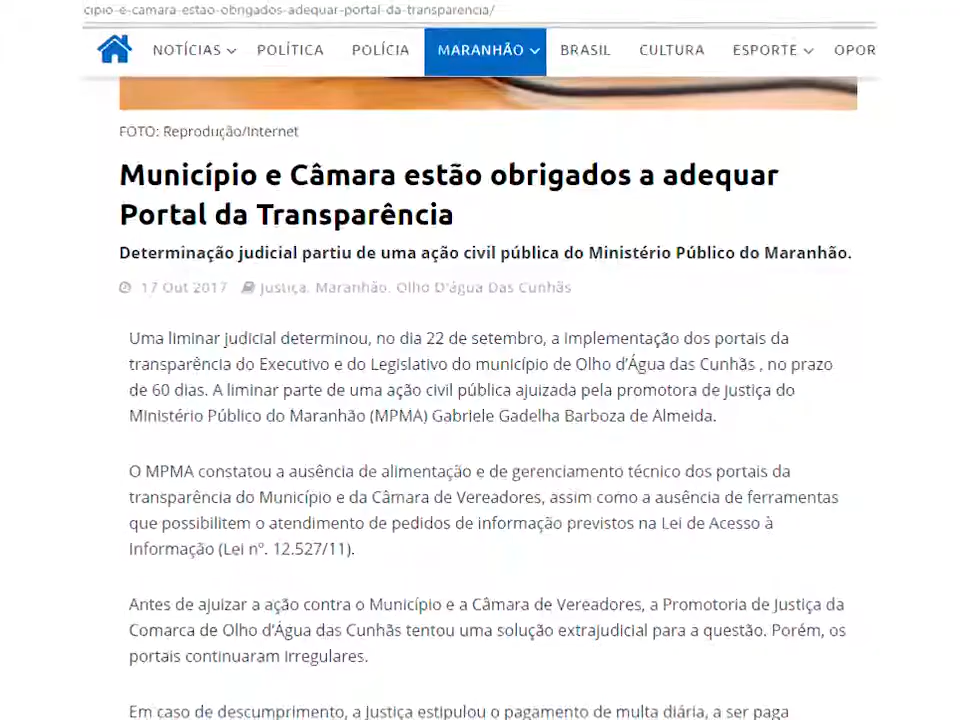 cipio-e-camara-estao-obrigados-adequar-portal-da-transparencia/
NOTÍCIAS POLÍTICA POLÍCIA MARANHÃO BRASIL CULTURA ESPORTE OPOR
FOTO: Reprodução/Internet
Município e Câmara estão obrigados a adequar
Portal da Transparência
Determinação judicial partiu de uma ação civil pública do Ministério Público do Maranhão.
17 Out 2017 Justiça, Maranhão, Olho D'água Das Cunhãs
Uma liminar judicial determinou, no dia 22 de setembro, a implementação dos portais da
transparência do Executivo e do Legislativo do município de Olho d'Água das Cunhãs , no prazo
de 60 dias. A liminar parte de uma ação civil pública ajuizada pela promotora de justiça do
Ministério Público do Maranhão (MPMA) Gabriele Gadelha Barboza de Almeida.
O MPMA constatou a ausência de alimentação e de gerenciamento técnico dos portais da
transparência do Município e da Câmara de Vereadores, assim como a ausência de ferramentas
que possibilitem o atendimento de pedidos de informação previstos na Lei de Acesso à
Informação (Lei nº. 12.527/11).
Antes de ajuizar a ação contra o Município e a Câmara de Vereadores, a Promotoria de Justiça da
Comarca de Olho d'Água das Cunhãs tentou uma solução extrajudicial para a questão. Porém, os
portais continuaram irregulares.
Em caso de descumprimento, a Justiça estipulou o pagamento de multa diária, a ser paga